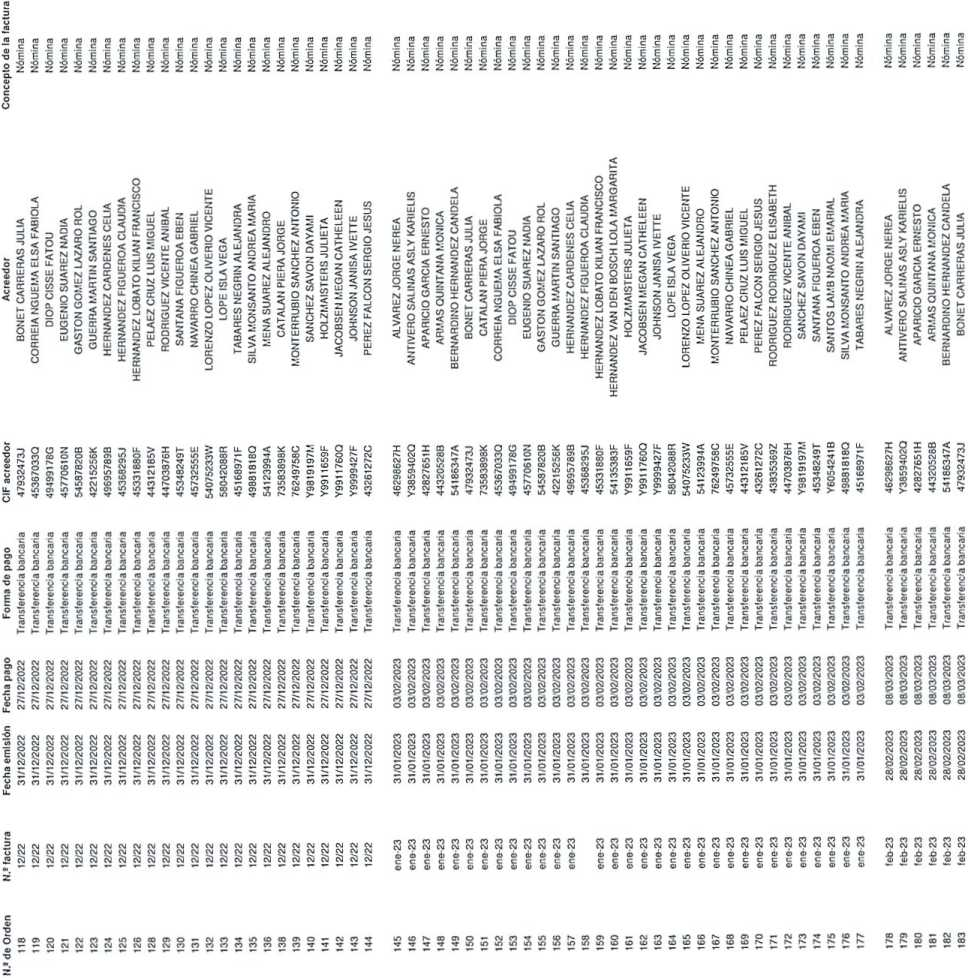 N.º de Orden N.º factura Fecha emisión Fecha pago Forma de pago CIF acreedor Acreedor Concepto de la factura
118 12/22 31/12/2022 27/12/2022 Transferencia bancaria 47932473J BONET CARRERAS JULIA Nómina
119 12/22 31/12/2022 27/12/2022 Transferencia bancaria 45367033Q CORREIA NGUEMA ELSA FABIOLA Nómina
120 12/22 31/12/2022 27/12/2022 Transferencia bancaria 49499178G DIOP CISSE FATOU Nómina
121 12/22 31/12/2022 27/12/2022 Transferencia bancaria 45770610N EUGENIO SUAREZ NADIA Nómina
122 12/22 31/12/2022 27/12/2022 Transferencia bancaria 54587820B GASTON GOMEZ LAZARO ROL Nómina
123 12/22 31/12/2022 27/12/2022 Transferencia bancaria 42215256K GUERRA MARTIN SANTIAGO Nómina
124 12/22 31/12/2022 27/12/2022 Transferencia bancaria 49695789B HERNANDEZ CARDENES CELIA Nómina
125 12/22 31/12/2022 27/12/2022 Transferencia bancaria 45368295J HERNANDEZ FIGUEROA CLAUDIA Nómina
126 12/22 31/12/2022 27/12/2022 Transferencia bancaria 45331880F HERNANDEZ LOBATO KILIAN FRANCISCO Nómina
128 12/22 31/12/2022 27/12/2022 Transferencia bancaria 44312185V PELAEZ CRUZ LUIS MIGUEL Nómina
129 12/22 31/12/2022 27/12/2022 Transferencia bancaria 44703876H RODRIGUEZ VICENTE ANIBAL Nómina
130 12/22 31/12/2022 27/12/2022 Transferencia bancaria 45348249T SANTANA FIGUEROA EBEN Nómina
131 12/22 31/12/2022 27/12/2022 Transferencia bancaria 45732555E NAVARRO CHINEA GABRIEL Nómina
132 12/22 31/12/2022 27/12/2022 Transferencia bancaria 54075233W LORENZO LOPEZ OLIVERIO VICENTE Nómina
133 12/22 31/12/2022 27/12/2022 Transferencia bancaria 58042088R LOPE ISLA VEGA Nómina
134 12/22 31/12/2022 27/12/2022 Transferencia bancaria 45168971F TABARES NEGRIN ALEJANDRA Nómina
135 12/22 31/12/2022 27/12/2022 Transferencia bancaria 49881818Q SILVA MONSANTO ANDREA MARIA Nómina
136 12/22 31/12/2022 27/12/2022 Transferencia bancaria 54123994A MENA SUAREZ ALEJANDRO Nómina
138 12/22 31/12/2022 27/12/2022 Transferencia bancaria 73583898K CATALAN PIERA JORGE Nómina
139 12/22 31/12/2022 27/12/2022 Transferencia bancaria 76249758C MONTERRUBIO SANCHEZ ANTONIO Nómina
140 12/22 31/12/2022 27/12/2022 Transferencia bancaria Y9819197M SANCHEZ SAVON DAYAMI Nómina
141 12/22 31/12/2022 27/12/2022 Transferencia bancaria Y9911659F HOLZMAISTERS JULIETA Nómina
142 12/22 31/12/2022 27/12/2022 Transferencia bancaria Y9911760Q JACOBSEN MEGAN CATHLEEN Nómina
143 12/22 31/12/2022 27/12/2022 Transferencia bancaria Y9999427F JOHNSON JANISA IVETTE Nómina
144 12/22 31/12/2022 27/12/2022 Transferencia bancaria 43261272C PEREZ FALCON SERGIO JESUS Nómina
145 ene-23 31/01/2023 03/02/2023 Transferencia bancaria 46298627H ALVAREZ JORGE NEREA Nómina
146 ene-23 31/01/2023 03/02/2023 Transferencia bancaria Y3859402Q ANTIVERO SALINAS ASLY KARIELIS Nómina
147 ene-23 31/01/2023 03/02/2023 Transferencia bancaria 42827651H APARICIO GARCIA ERNESTO Nómina
148 ene-23 31/01/2023 03/02/2023 Transferencia bancaria 44320528B ARMAS QUINTANA MONICA Nómina
149 ene-23 31/01/2023 03/02/2023 Transferencia bancaria 54186347A BERNARDINO HERNANDEZ CANDELA Nómina
150 ene-23 31/01/2023 03/02/2023 Transferencia bancaria 47932473J BONET CARRERAS JULIA Nómina
151 ene-23 31/01/2023 03/02/2023 Transferencia bancaria 73583898K CATALAN PIERA JORGE Nómina
152 ene-23 31/01/2023 03/02/2023 Transferencia bancaria 45367033Q CORREIA NGUEMA ELSA FABIOLA Nómina
153 ene-23 31/01/2023 03/02/2023 Transferencia bancaria 49499178G DIOP CISSE FATOU Nómina
154 ene-23 31/01/2023 03/02/2023 Transferencia bancaria 45770610N EUGENIO SUAREZ NADIA Nómina
155 ene-23 31/01/2023 03/02/2023 Transferencia bancaria 54587820B GASTON GOMEZ LAZARO ROL Nómina
156 ene-23 31/01/2023 03/02/2023 Transferencia bancaria 42215256K GUERRA MARTIN SANTIAGO Nómina
157 ene-23 31/01/2023 03/02/2023 Transferencia bancaria 49695789B HERNANDEZ CARDENES CELIA Nómina
158 31/01/2023 03/02/2023 Transferencia bancaria 45368295J HERNANDEZ FIGUEROA CLAUDIA Nómina
159 ene-23 31/01/2023 03/02/2023 Transferencia bancaria 45331880F HERNANDEZ LOBATO KILIAN FRANCISCO Nómina
160 ene-23 31/01/2023 03/02/2023 Transferencia bancaria 54135383F HERNANDEZ VAN DEN BOSCH LOLA MARGARITA Nómina
161 ene-23 31/01/2023 03/02/2023 Transferencia bancaria Y9911659F HOLZMAISTERS JULIETA Nómina
162 ene-23 31/01/2023 03/02/2023 Transferencia bancaria Y9911760Q JACOBSEN MEGAN CATHLEEN Nómina
163 ene-23 31/01/2023 03/02/2023 Transferencia bancaria Y9999427F JOHNSON JANISA IVETTE Nómina
164 ene-23 31/01/2023 03/02/2023 Transferencia bancaria 58042088R LOPE ISLA VEGA Nómina
165 ene-23 31/01/2023 03/02/2023 Transferencia bancaria 54075233W LORENZO LOPEZ OLIVERIO VICENTE Nómina
166 ene-23 31/01/2023 03/02/2023 Transferencia bancaria 54123994A MENA SUAREZ ALEJANDRO Nómina
167 ene-23 31/01/2023 03/02/2023 Transferencia bancaria 76249758C MONTERRUBIO SANCHEZ ANTONIO Nómina
168 ene-23 31/01/2023 03/02/2023 Transferencia bancaria 45732555E NAVARRO CHINEA GABRIEL Nómina
169 ene-23 31/01/2023 03/02/2023 Transferencia bancaria 44312185V PELAEZ CRUZ LUIS MIGUEL Nómina
170 ene-23 31/01/2023 03/02/2023 Transferencia bancaria 43261272C PEREZ FALCON SERGIO JESUS Nómina
171 ene-23 31/01/2023 03/02/2023 Transferencia bancaria 43835369Z RODRIGUEZ RODRIGUEZ ELISABETH Nómina
172 ene-23 31/01/2023 03/02/2023 Transferencia bancaria 44703876H RODRIGUEZ VICENTE ANIBAL Nómina
173 ene-23 31/01/2023 03/02/2023 Transferencia bancaria Y9819197M SANCHEZ SAVON DAYAMI Nómina
174 ene-23 31/01/2023 03/02/2023 Transferencia bancaria 45348249T SANTANA FIGUEROA EBEN Nómina
175 ene-23 31/01/2023 03/02/2023 Transferencia bancaria Y6054241B SANTOS LAMB NAOMI EMARIAL Nómina
176 ene-23 31/01/2023 03/02/2023 Transferencia bancaria 49881818Q SILVA MONSANTO ANDREA MARIA Nómina
177 ene-23 31/01/2023 03/02/2023 Transferencia bancaria 45168971F TABARES NEGRIN ALEJANDRA Nómina
178 feb-23 28/02/2023 08/03/2023 Transferencia bancaria 46298627H ALVAREZ JORGE NEREA Nómina
179 feb-23 28/02/2023 08/03/2023 Transferencia bancaria Y3859402Q ANTIVERO SALINAS ASLY KARIELIS Nómina
180 feb-23 28/02/2023 08/03/2023 Transferencia bancaria 42827651H APARICIO GARCIA ERNESTO Nómina
181 feb-23 28/02/2023 08/03/2023 Transferencia bancaria 44320528B ARMAS QUINTANA MONICA Nómina
182 feb-23 28/02/2023 08/03/2023 Transferencia bancaria 54186347A BERNARDINO HERNANDEZ CANDELA Nómina
183 feb-23 28/02/2023 08/03/2023 Transferencia bancaria 47932473J BONET CARRERAS JULIA Nómina